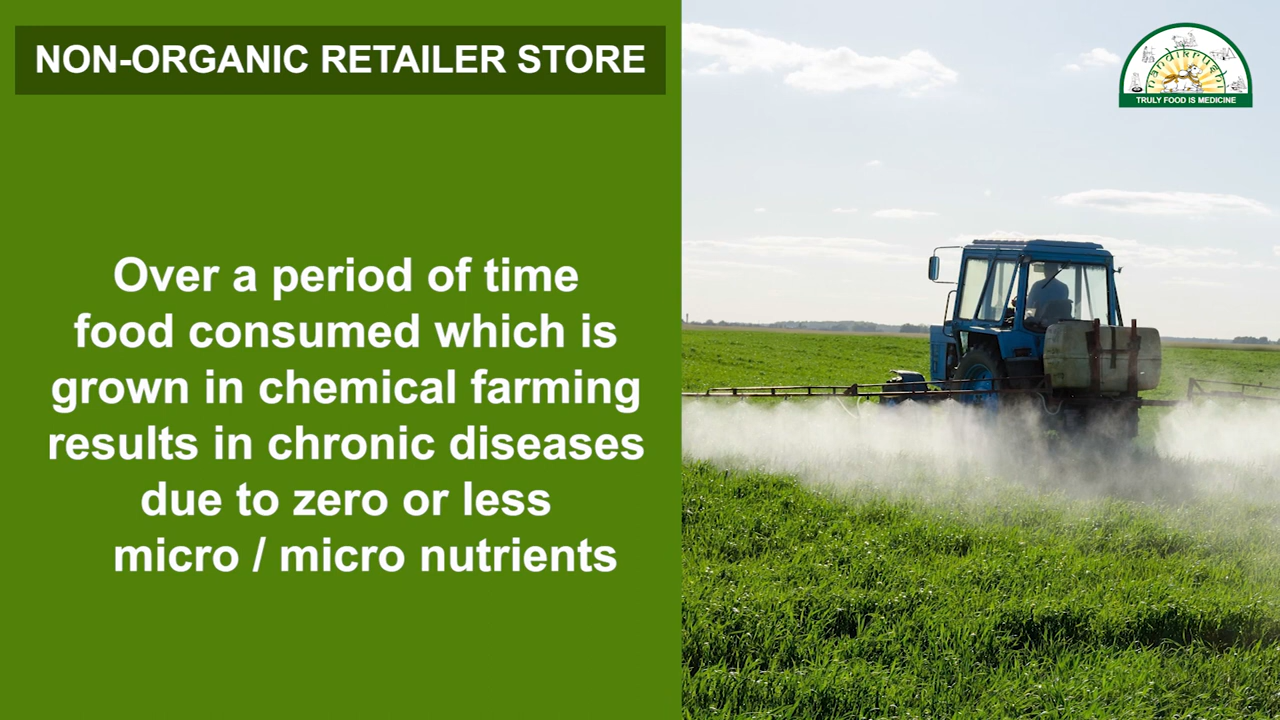 NON-ORGANIC RETAILER STORE
Over a period of time
food consumed which is
grown in chemical farming
results in chronic diseases
due to zero or less
micro / micro nutrients
nandikrushi
TRULY FOOD IS MEDICINE